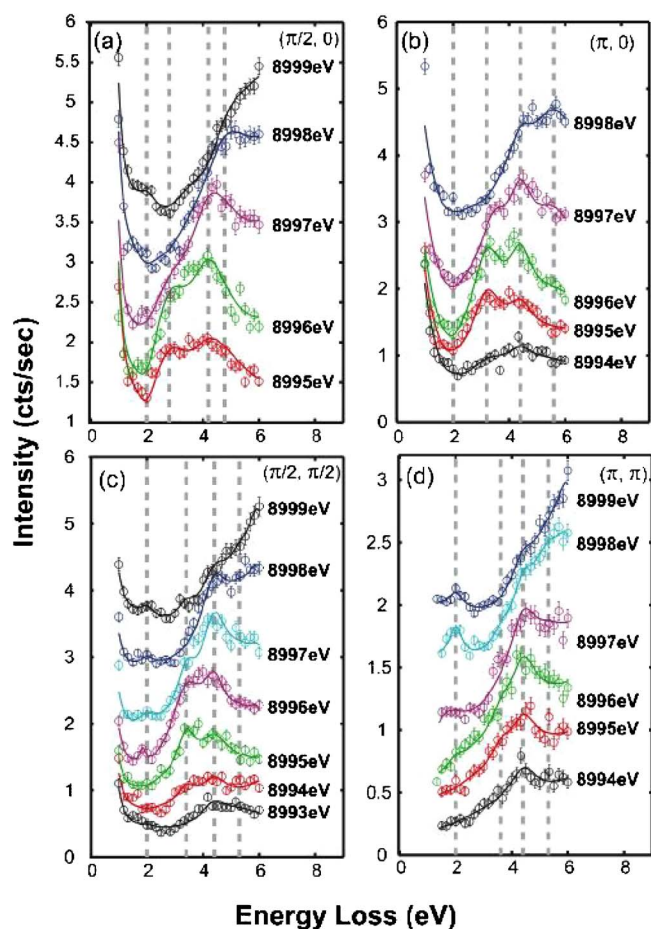 (a)
(π/2, 0)
5.5
5
4.5
4
3.5
3
2.5
2
1.5
1
0 2 4 6 8
8999eV
8998eV
8997eV
8996eV
8995eV
(b)
(π, 0)
6
5
4
3
2
1
0
0 2 4 6 8
8998eV
8997eV
8996eV
8995eV
8994eV
Intensity (cts/sec)
(c)
(π/2, π/2)
6
5
4
3
2
1
0
0 2 4 6 8
8999eV
8998eV
8997eV
8996eV
8995eV
8994eV
8993eV
(d)
(π, π)
3
2.5
2
1.5
1
0.5
0
0 2 4 6 8
8999eV
8998eV
8997eV
8996eV
8995eV
8994eV
Energy Loss (eV)